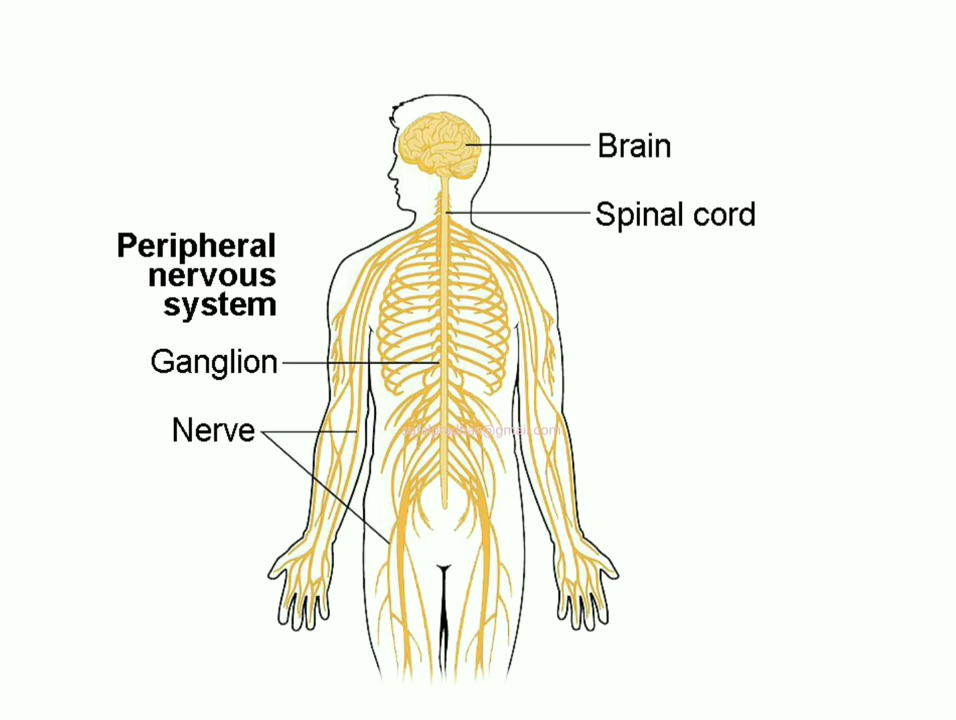 Brain
Spinal cord
Peripheral
nervous
system
Ganglion
Nerve